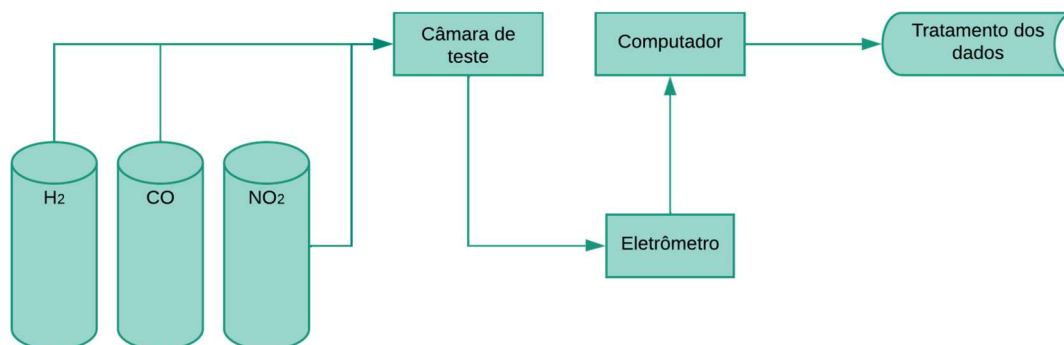 Câmara de
teste
Computador
Tratamento dos
dados
H2
CO
NO2
Eletrômetro